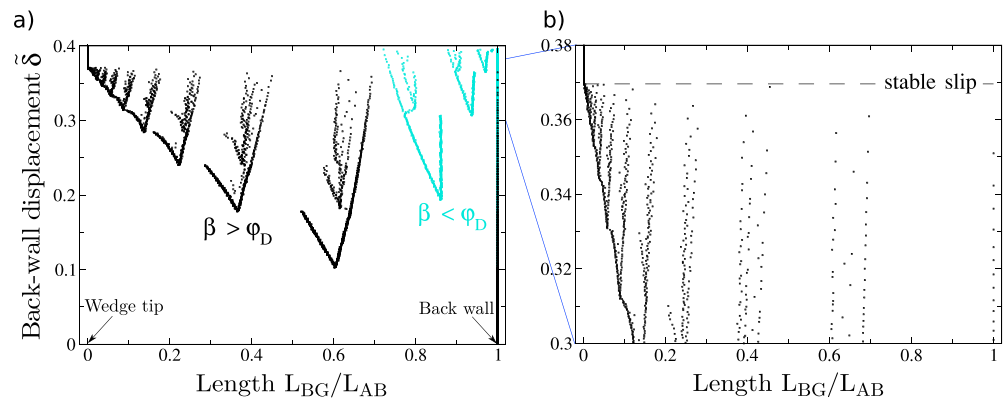 a)
b)
Back-wall displacement δ̃
0.4
0.3
0.2
0.1
0
β > φ_D
β < φ_D
Wedge tip
Back wall
0 0.2 0.4 0.6 0.8 1
Length L_BG/L_AB
0.38
0.36
0.34
0.32
0.3
stable slip
0 0.2 0.4 0.6 0.8 1
Length L_BG/L_AB